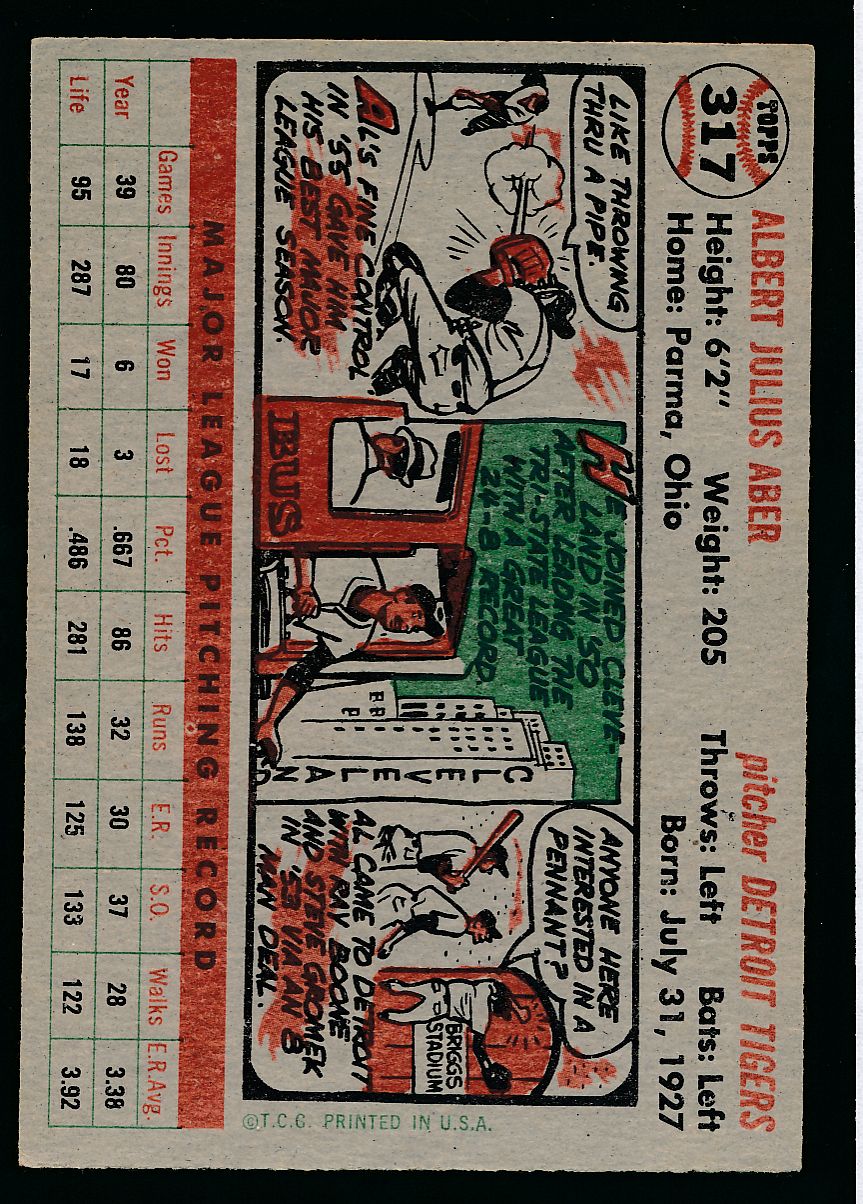 TOPPS
317
ALBERT JULIUS ABER
pitcher DETROIT TIGERS
Height: 6'2" Weight: 205 Throws: Left Bats: Left
Home: Parma, Ohio Born: July 31, 1927
LIKE THROWING
THRU A PIPE.
AL'S FINE CONTROL
IN '55 GAVE HIM
HIS BEST MAJOR
LEAGUE SEASON.
HE JOINED CLEVE-
LAND IN '50
AFTER LEADING THE
TRI-STATE LEAGUE
WITH A GREAT
24-8 RECORD
BUS
CLEVELAND
ANYONE HERE
INTERESTED IN A
PENNANT?
BRIGGS
STADIUM
AL CAME TO DETROIT
WITH RAY BOONE
AND STEVE GROMEK
IN '53 VIA AN 8
MAN DEAL.
©T.C.G. PRINTED IN U.S.A.
MAJOR LEAGUE PITCHING RECORD
Games Innings Won Lost Pct. Hits Runs E.R. S.O. Walks E.R.Avg.
Year 39 80 6 3 .667 86 32 30 37 28 3.38
Life 95 287 17 18 .486 281 138 125 133 122 3.92